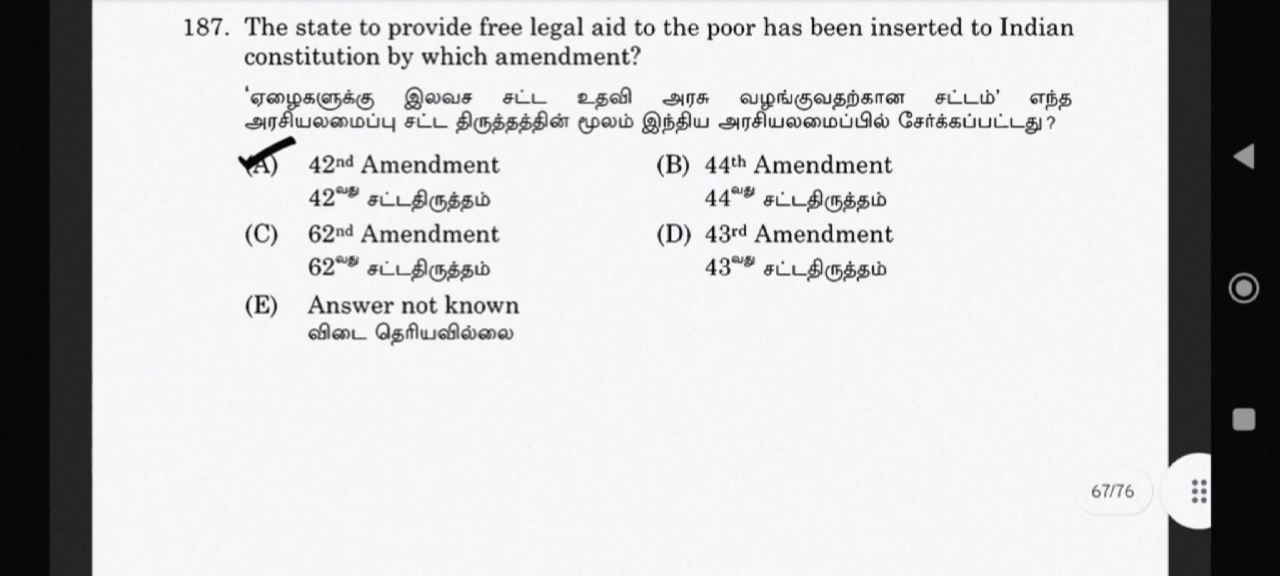 187. The state to provide free legal aid to the poor has been inserted to Indian
constitution by which amendment?
'ஏழைகளுக்கு இலவச சட்ட உதவி அரசு வழங்குவதற்கான சட்டம்' எந்த
அரசியலமைப்பு சட்ட திருத்தத்தின் மூலம் இந்திய அரசியலமைப்பில் சேர்க்கப்பட்டது?
(A) 42nd Amendment (B) 44th Amendment
42வது சட்டதிருத்தம் 44வது சட்டதிருத்தம்
(C) 62nd Amendment (D) 43rd Amendment
62வது சட்டதிருத்தம் 43வது சட்டதிருத்தம்
(E) Answer not known
விடை தெரியவில்லை
67/76